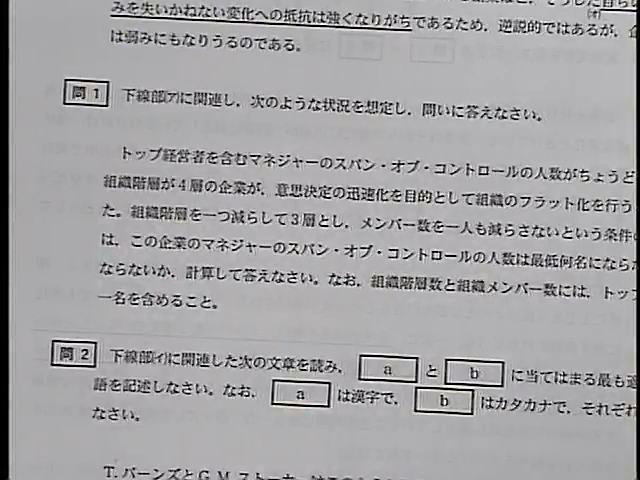 みを失いかねない変化への抵抗は強くなりがちであるため,逆説的ではあるが,
は弱みにもなりうるのである。
問1 下線部(ア)に関連し,次のような状況を想定し,問いに答えなさい。
トップ経営者を含むマネジャーのスパン・オブ・コントロールの人数がちょうど
組織階層が4層の企業が,意思決定の迅速化を目的として組織のフラット化を行う
た。組織階層を一つ減らして3層とし,メンバー数を一人も減らさないという条件
は,この企業のマネジャーのスパン・オブ・コントロールの人数は最低何名になら
ならないか,計算して答えなさい。なお,組織階層数と組織メンバー数には,トップ
一名を含めること。
問2 下線部(イ)に関連した次の文章を読み, a と b に当てはまる最も
語を記述しなさい。なお, a は漢字で, b はカタカナで,それぞれ
なさい。
T. バーンズとG. M. ストーカー